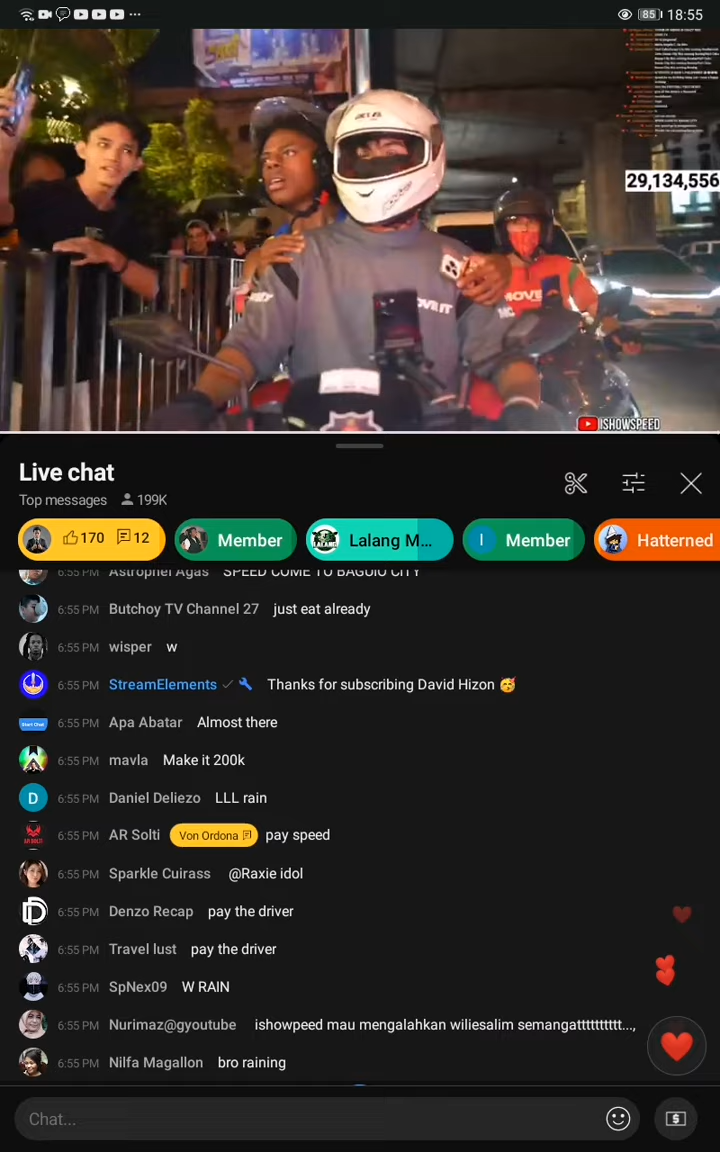 85 18:55
29,134,556
MOVE IT
MOVE
ISHOWSPEED
Live chat
Top messages 199K
170 12 Member Lalang M... I Member Hatterned
6:55 PM Astrophel Agas SPEED COME TO BAGUIO CITY
6:55 PM Butchoy TV Channel 27 just eat already
6:55 PM wisper w
6:55 PM StreamElements Thanks for subscribing David Hizon 🥳
6:55 PM Apa Abatar Almost there
6:55 PM mavla Make it 200k
D 6:55 PM Daniel Deliezo LLL rain
6:55 PM AR Solti Von Ordona pay speed
6:55 PM Sparkle Cuirass @Raxie idol
6:55 PM Denzo Recap pay the driver
6:55 PM Travel lust pay the driver
6:55 PM SpNex09 W RAIN
6:55 PM Nurimaz@gyoutube ishowpeed mau mengalahkan wiliesalim semangatttttttttt...,
6:55 PM Nilfa Magallon bro raining
Chat...